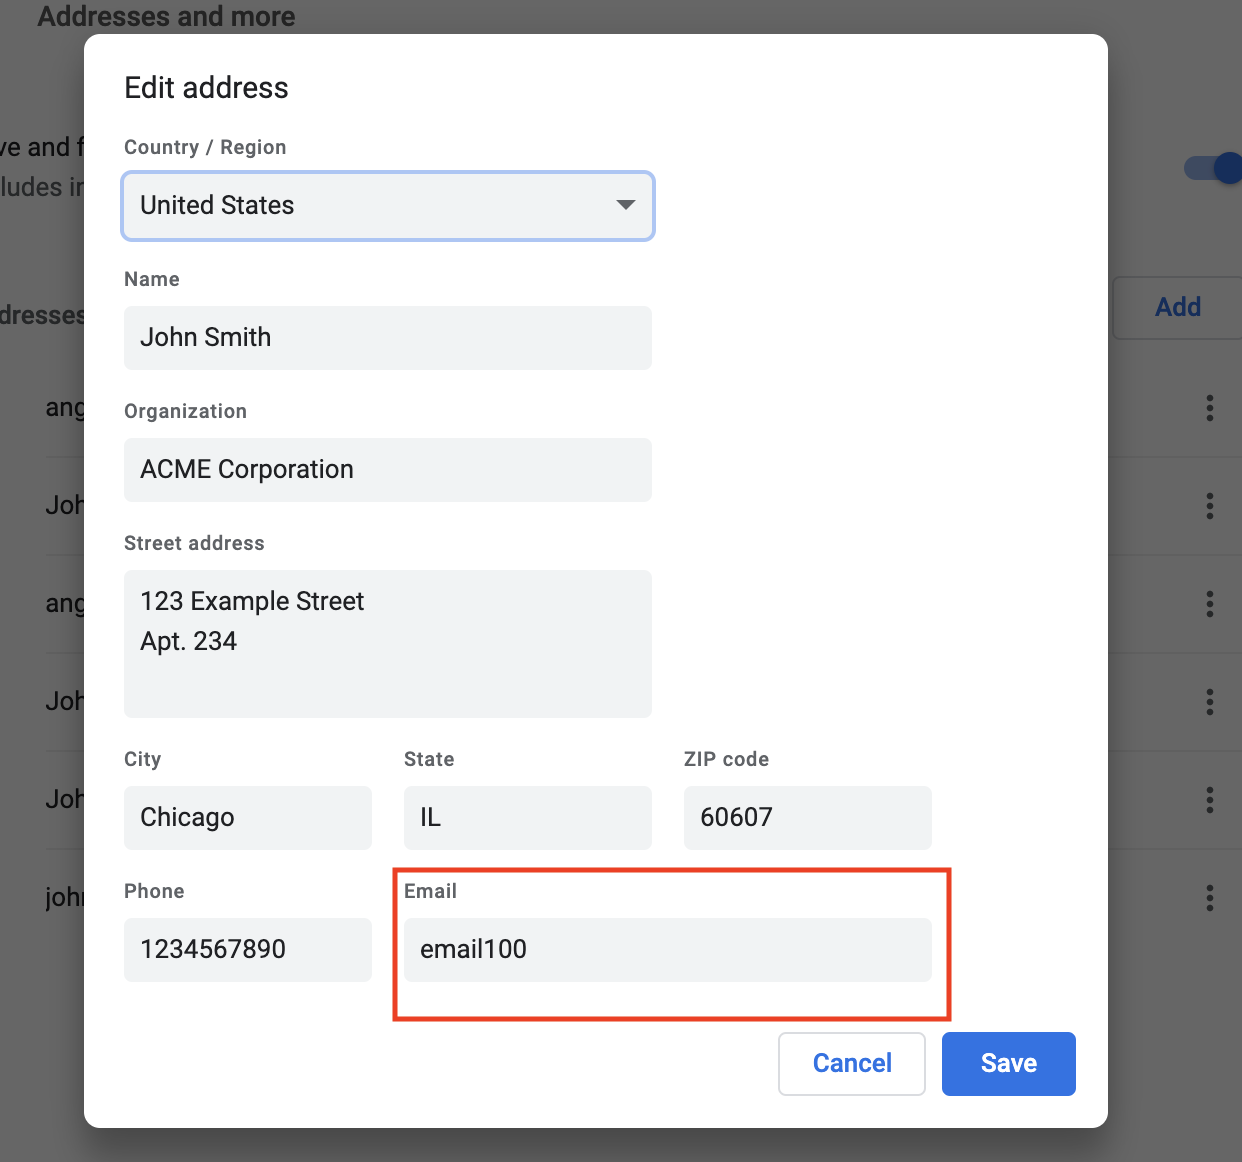 Addresses and more
Edit address
Country / Region
ve and f
United States
ludes in
Name
dresses
Add
John Smith
Organization
ang
ACME Corporation
Joh
Street address
123 Example Street
ang
Apt. 234
Joh
City
State
ZIP code
Joh
Chicago
IL
60607
Phone
Email
john
1234567890
email100
Cancel
Save